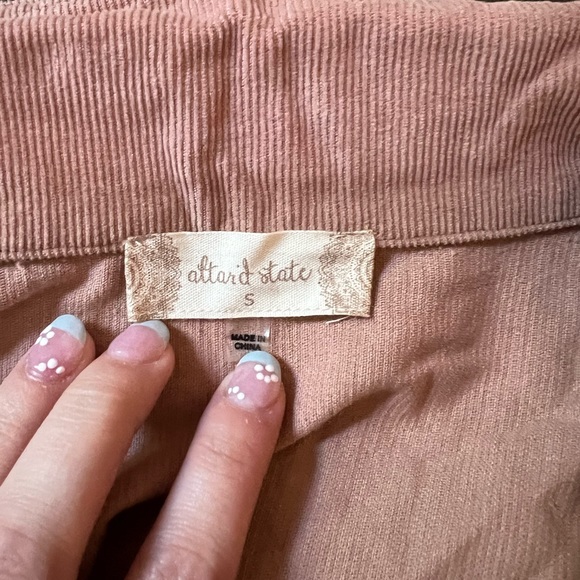 altar'd state
S
MADE IN
CHINA